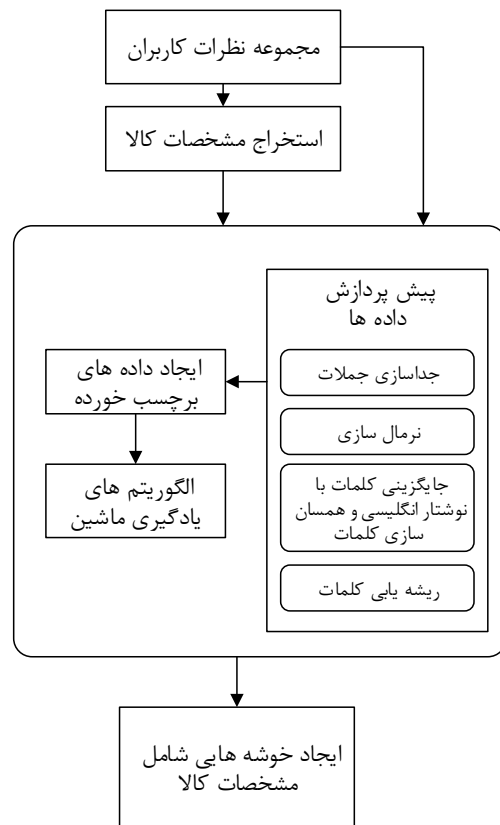 مجموعه نظرات کاربران
استخراج مشخصات کالا
پیش پردازش
داده ها
جداسازی جملات
نرمال سازی
جایگزینی کلمات با
نوشتار انگلیسی و همسان
سازی کلمات
ریشه یابی کلمات
ایجاد داده های
برچسب خورده
الگوریتم های
یادگیری ماشین
ایجاد خوشه هایی شامل
مشخصات کالا